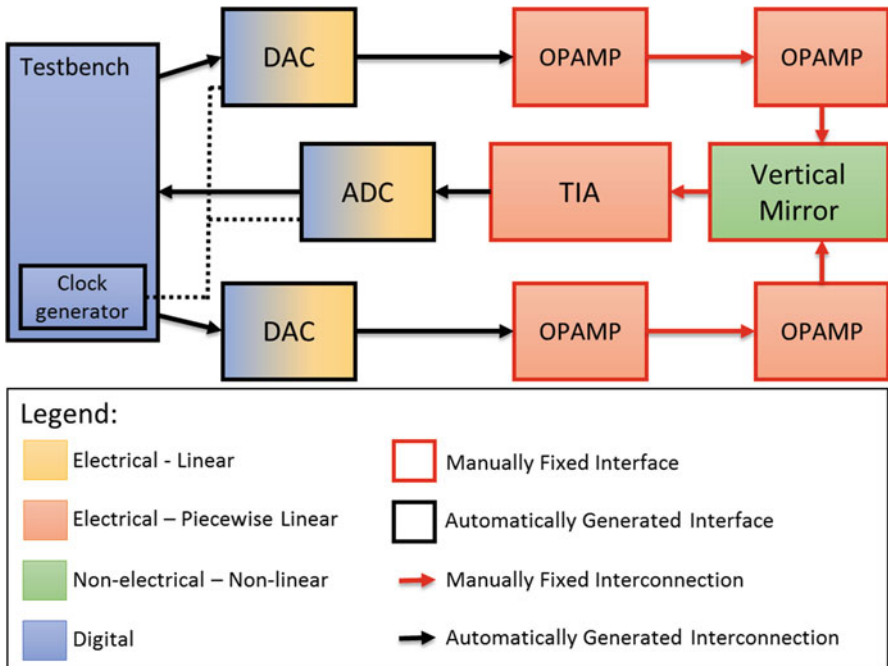 Testbench
DAC
OPAMP
OPAMP
ADC
TIA
Vertical
Mirror
Clock
generator
DAC
OPAMP
OPAMP
Legend:
Electrical - Linear
Manually Fixed Interface
Electrical – Piecewise Linear
Automatically Generated Interface
Non-electrical – Non-linear
Manually Fixed Interconnection
Digital
Automatically Generated Interconnection